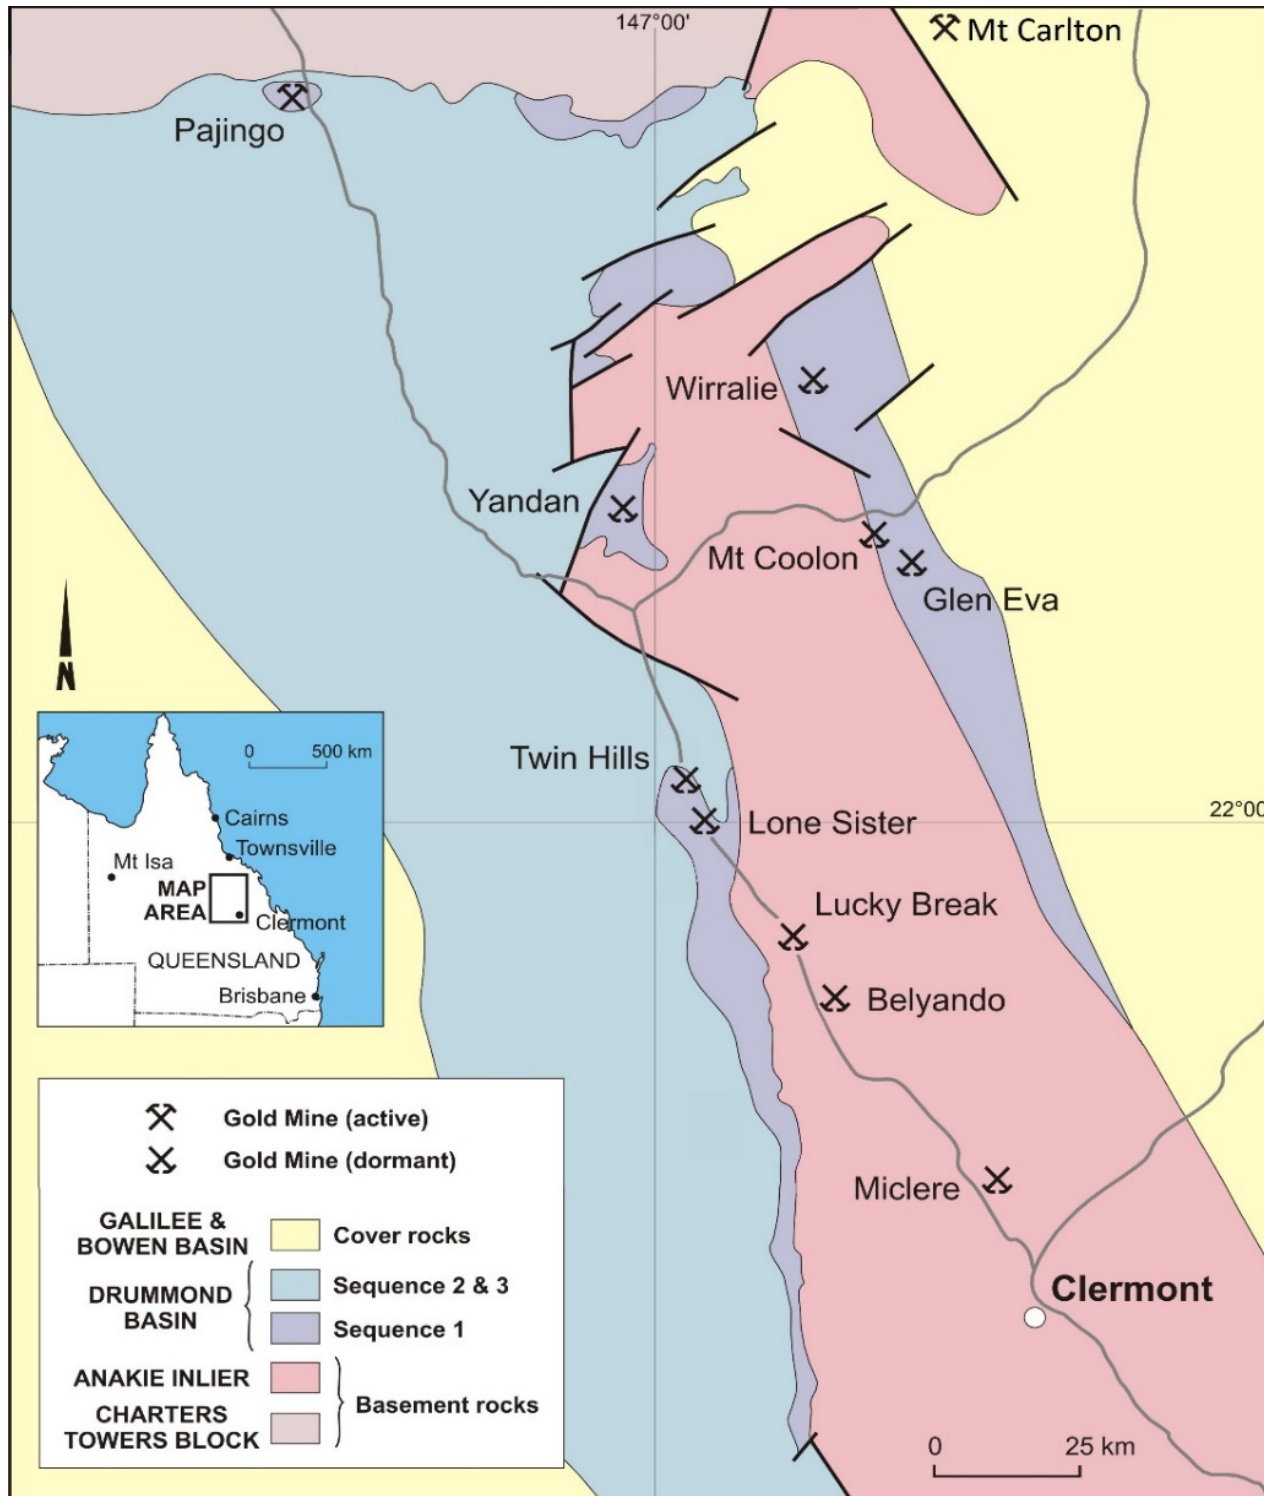 147°00'
Mt Carlton
Pajingo
Wirralie
Yandan
Mt Coolon
Glen Eva
N
Twin Hills
22°00
Lone Sister
Lucky Break
Belyando
Miclere
Clermont
0 25 km
0 500 km
Cairns
Townsville
Mt Isa
MAP
AREA
Clermont
QUEENSLAND
Brisbane
Gold Mine (active)
Gold Mine (dormant)
GALILEE &
BOWEN BASIN
Cover rocks
DRUMMOND
BASIN
Sequence 2 & 3
Sequence 1
ANAKIE INLIER
CHARTERS
TOWERS BLOCK
Basement rocks